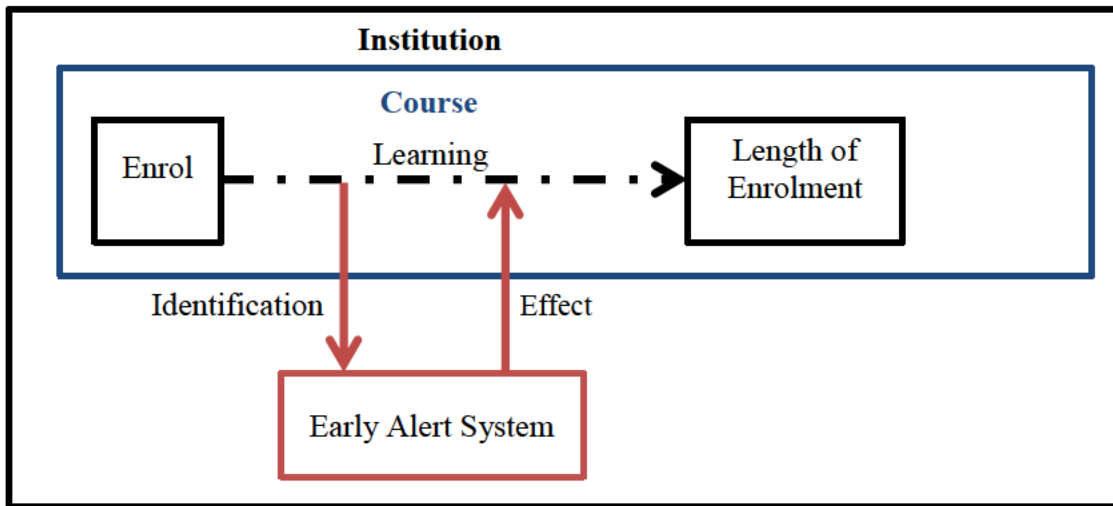 Institution
Course
Enrol
Learning
Length of
Enrolment
Identification
Effect
Early Alert System